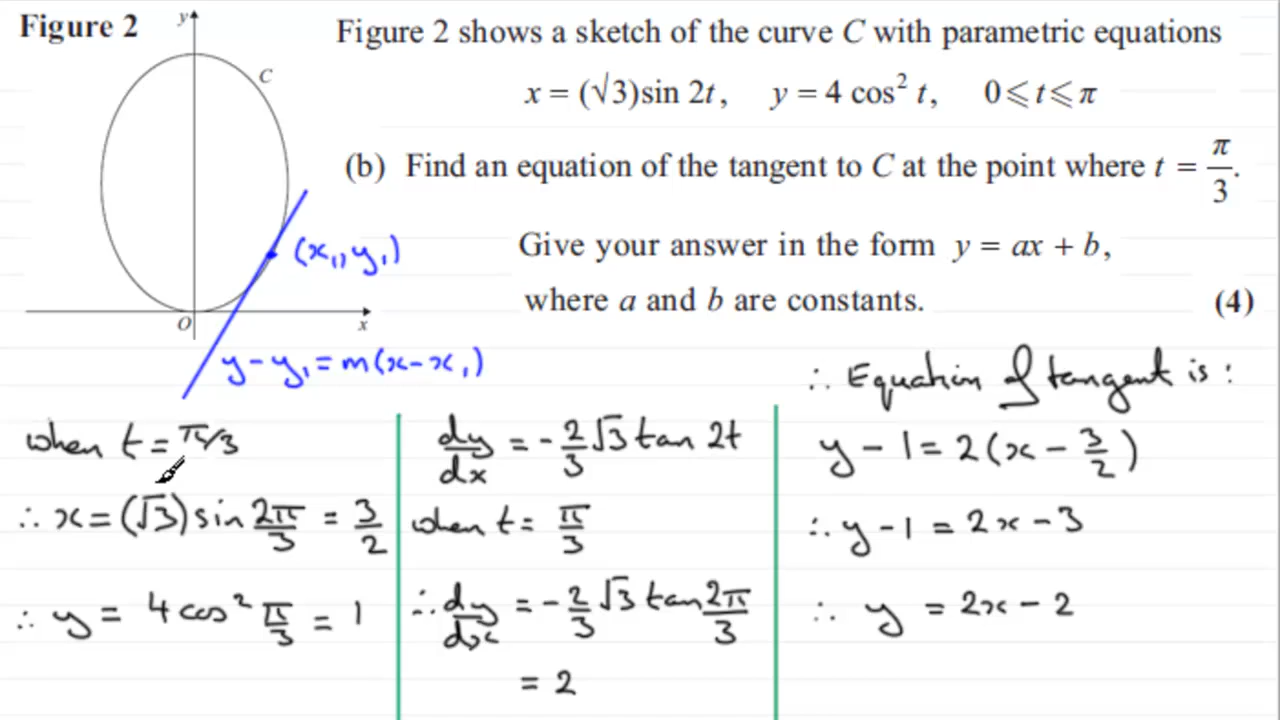 Figure 2
y
C
O
x
(x₁, y₁)
y - y₁ = m(x - x₁)
Figure 2 shows a sketch of the curve C with parametric equations
x = (√3)sin 2t, y = 4 cos² t, 0 ⩽ t ⩽ π
(b) Find an equation of the tangent to C at the point where t = π/3.
Give your answer in the form y = ax + b,
where a and b are constants. (4)
when t = π/3
∴ x = (√3) sin 2π/3 = 3/2
∴ y = 4 cos² π/3 = 1
dy/dx = -2/3 √3 tan 2t
when t = π/3
∴ dy/dx = -2/3 √3 tan 2π/3
= 2
∴ Equation of tangent is :
y - 1 = 2(x - 3/2)
∴ y - 1 = 2x - 3
∴ y = 2x - 2